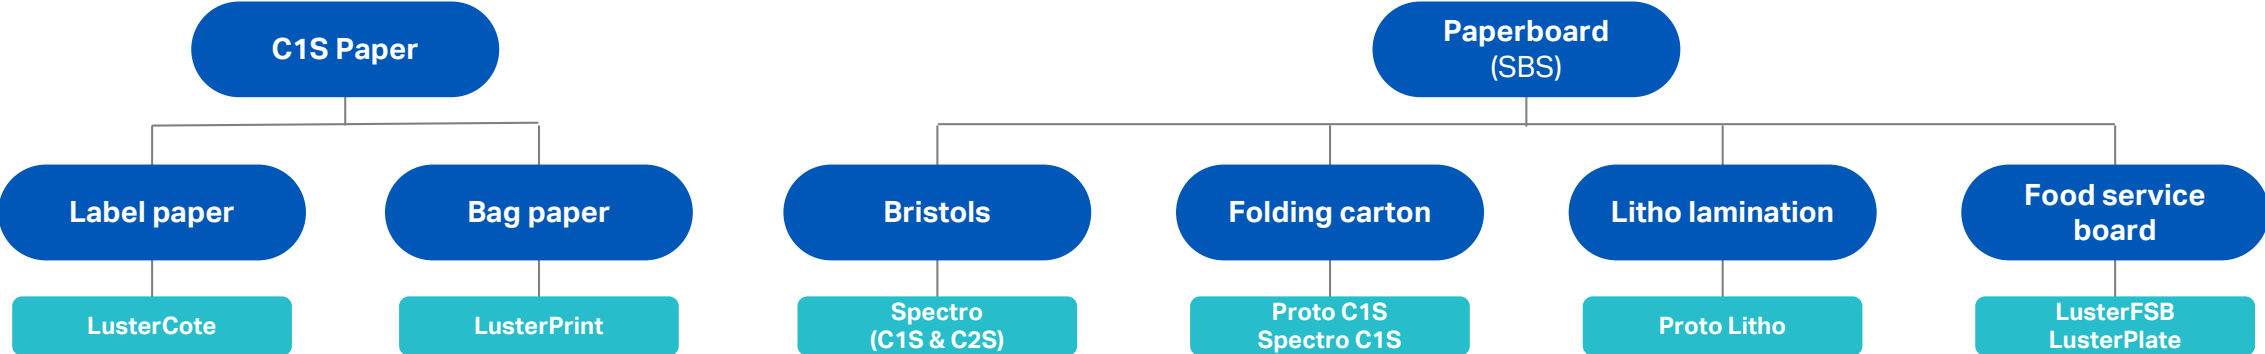 C1S Paper
Paperboard
(SBS)
Label paper
Bag paper
Bristols
Folding carton
Litho lamination
Food service
board
LusterCote
LusterPrint
Spectro
(C1S & C2S)
Proto C1S
Spectro C1S
Proto Litho
LusterFSB
LusterPlate